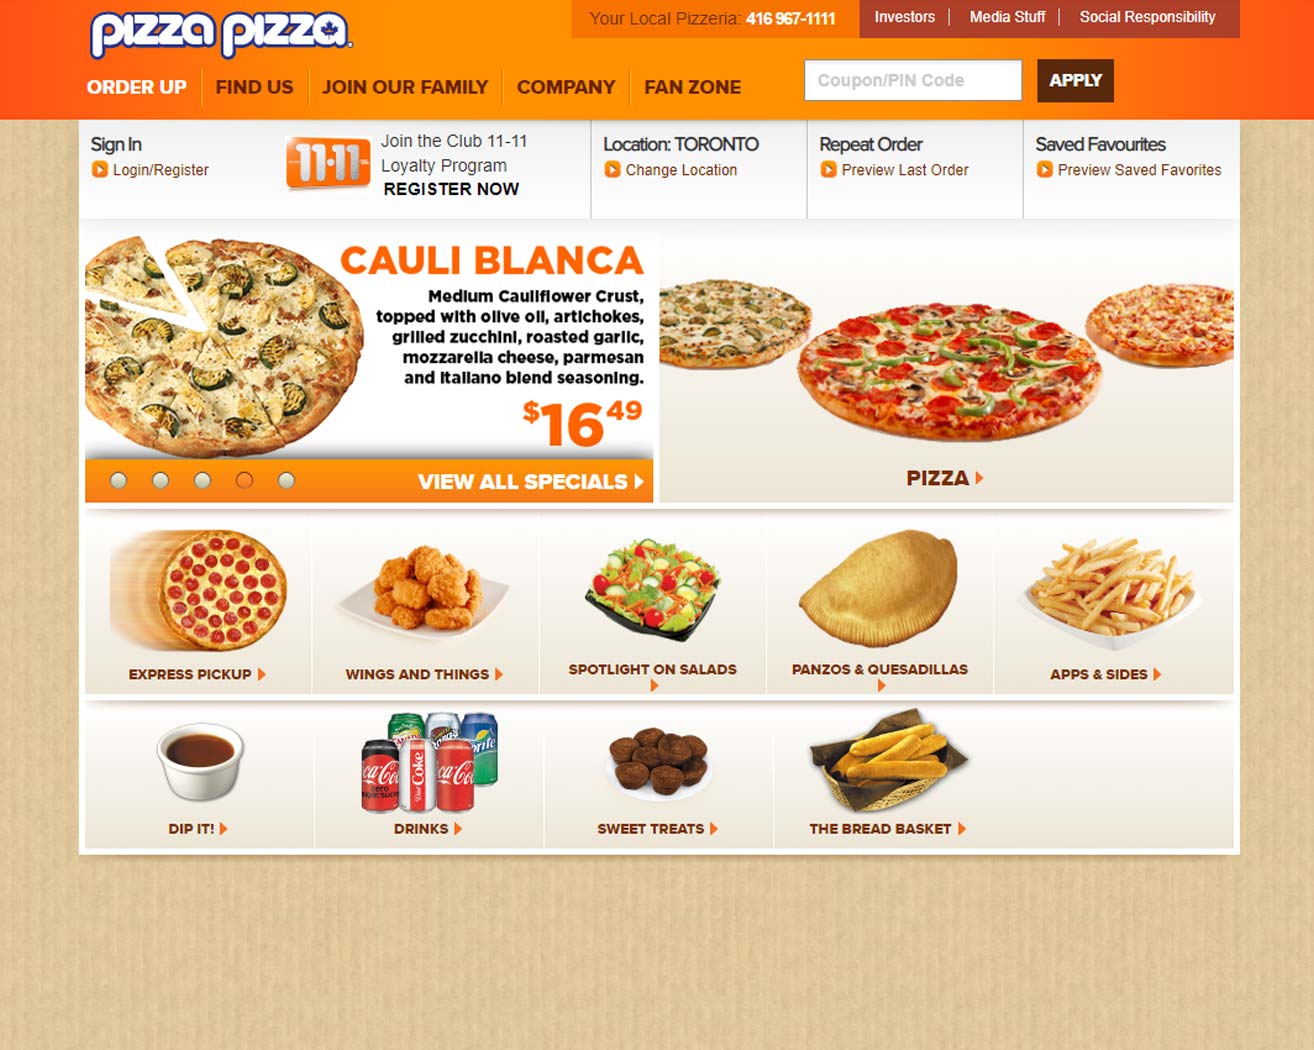 pizza pizza.
Your Local Pizzeria: 416 967-1111
Investors
Media Stuff
Social Responsibility
ORDER UP
FIND US
JOIN OUR FAMILY
COMPANY
FAN ZONE
Coupon/PIN Code
APPLY
Sign In
Login/Register
11-11
Join the Club 11-11
Loyalty Program
REGISTER NOW
Location: TORONTO
Change Location
Repeat Order
Preview Last Order
Saved Favourites
Preview Saved Favorites
CAULI BLANCA
Medium Cauliflower Crust,
topped with olive oil, artichokes,
grilled zucchini, roasted garlic,
mozzarella cheese, parmesan
and Italiano blend seasoning.
$16 49
VIEW ALL SPECIALS
PIZZA
EXPRESS PICKUP
WINGS AND THINGS
SPOTLIGHT ON SALADS
PANZOS & QUESADILLAS
APPS & SIDES
Diet Coke
zero
DIP IT!
DRINKS
SWEET TREATS
THE BREAD BASKET